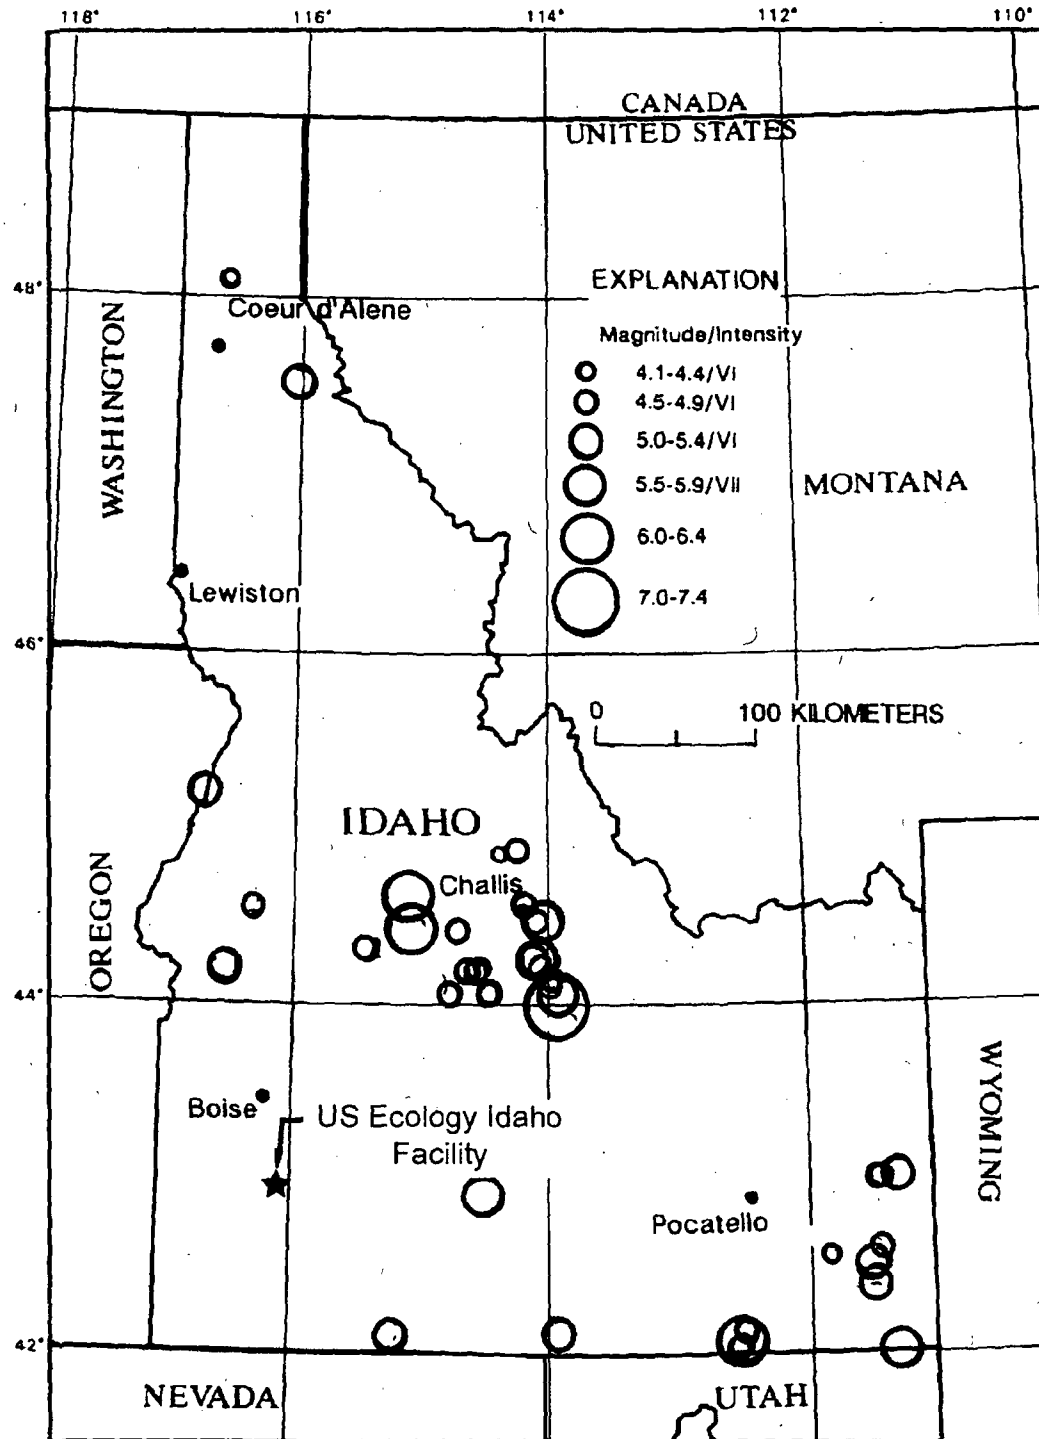 118° 116° 114° 112° 110°
CANADA
UNITED STATES
48°
EXPLANATION
Coeur d'Alene
Magnitude/Intensity
4.1-4.4/VI
4.5-4.9/VI
5.0-5.4/VI
5.5-5.9/VII
6.0-6.4
7.0-7.4
WASHINGTON
MONTANA
Lewiston
46°
0 100 KILOMETERS
IDAHO
Challis
OREGON
44°
Boise
US Ecology Idaho
Facility
WYOMING
Pocatello
42°
NEVADA
UTAH